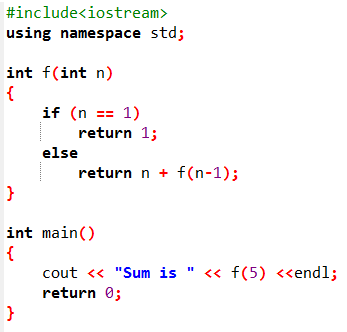 #include<iostream>
using namespace std;
int f(int n)
{
if (n == 1)
return 1;
else
return n + f(n-1);
}
int main()
{
cout << "Sum is " << f(5) <<endl;
return 0;
}